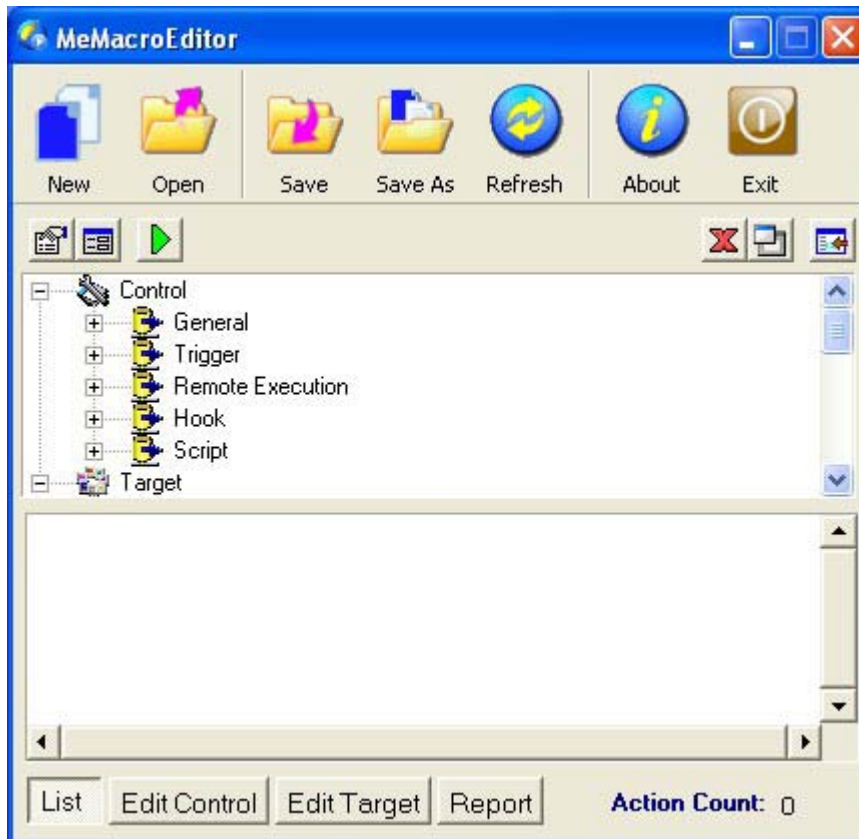 MeMacroEditor
New Open Save Save As Refresh About Exit
Control
General
Trigger
Remote Execution
Hook
Script
Target
List Edit Control Edit Target Report Action Count: 0